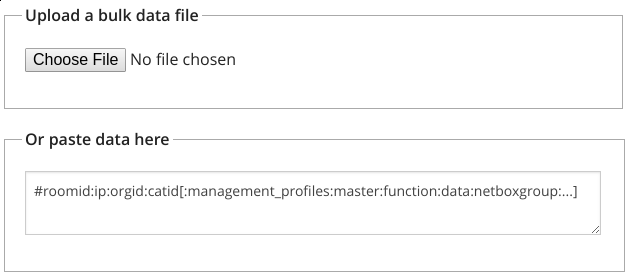 Upload a bulk data file
Choose File No file chosen
Or paste data here
#roomid:ip:orgid:catid[:management_profiles:master:function:data:netboxgroup:...]